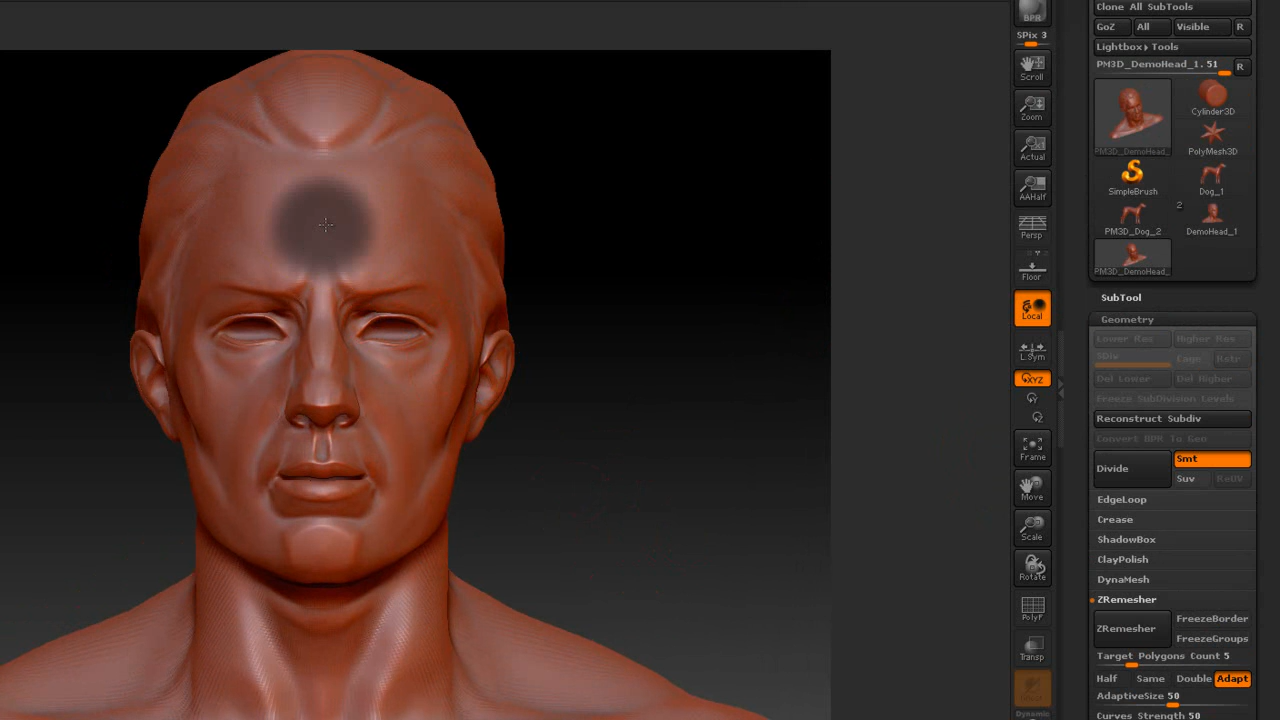 BPR
SPix 3
Scroll
Zoom
Actual
AAHalf
Persp
Floor
Local
L.Sym
XYZ
Y
Z
Frame
Move
Scale
Rotate
PolyF
Transp
Dynamic
Clone All SubTools
GoZ All Visible R
Lightbox▸Tools
PM3D_DemoHead_1. 51 R
Cylinder3D
PM3D_DemoHead_ PolyMesh3D
SimpleBrush Dog_1
2
PM3D_Dog_2 DemoHead_1
PM3D_DemoHead_
SubTool
Geometry
Lower Res Higher Res
SDiv Cage Rstr
Del Lower Del Higher
Freeze SubDivision Levels
Reconstruct Subdiv
Convert BPR To Geo
Divide Smt
Suv ReUV
EdgeLoop
Crease
ShadowBox
ClayPolish
DynaMesh
ZRemesher
ZRemesher FreezeBorder
FreezeGroups
Target Polygons Count 5
Half Same Double Adapt
AdaptiveSize 50
Curves Strength 50